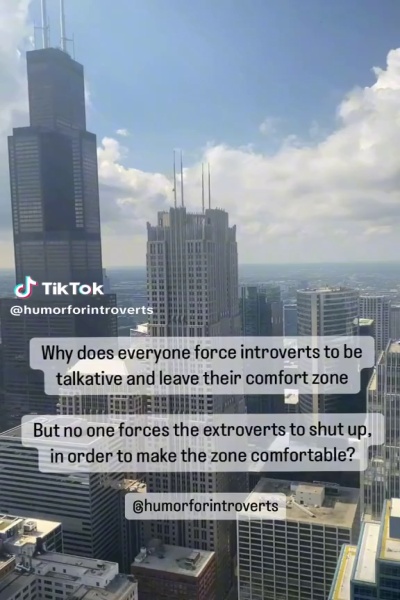 TikTok
@humorforintroverts
Why does everyone force introverts to be
talkative and leave their comfort zone
But no one forces the extroverts to shut up,
in order to make the zone comfortable?
@humorforintroverts